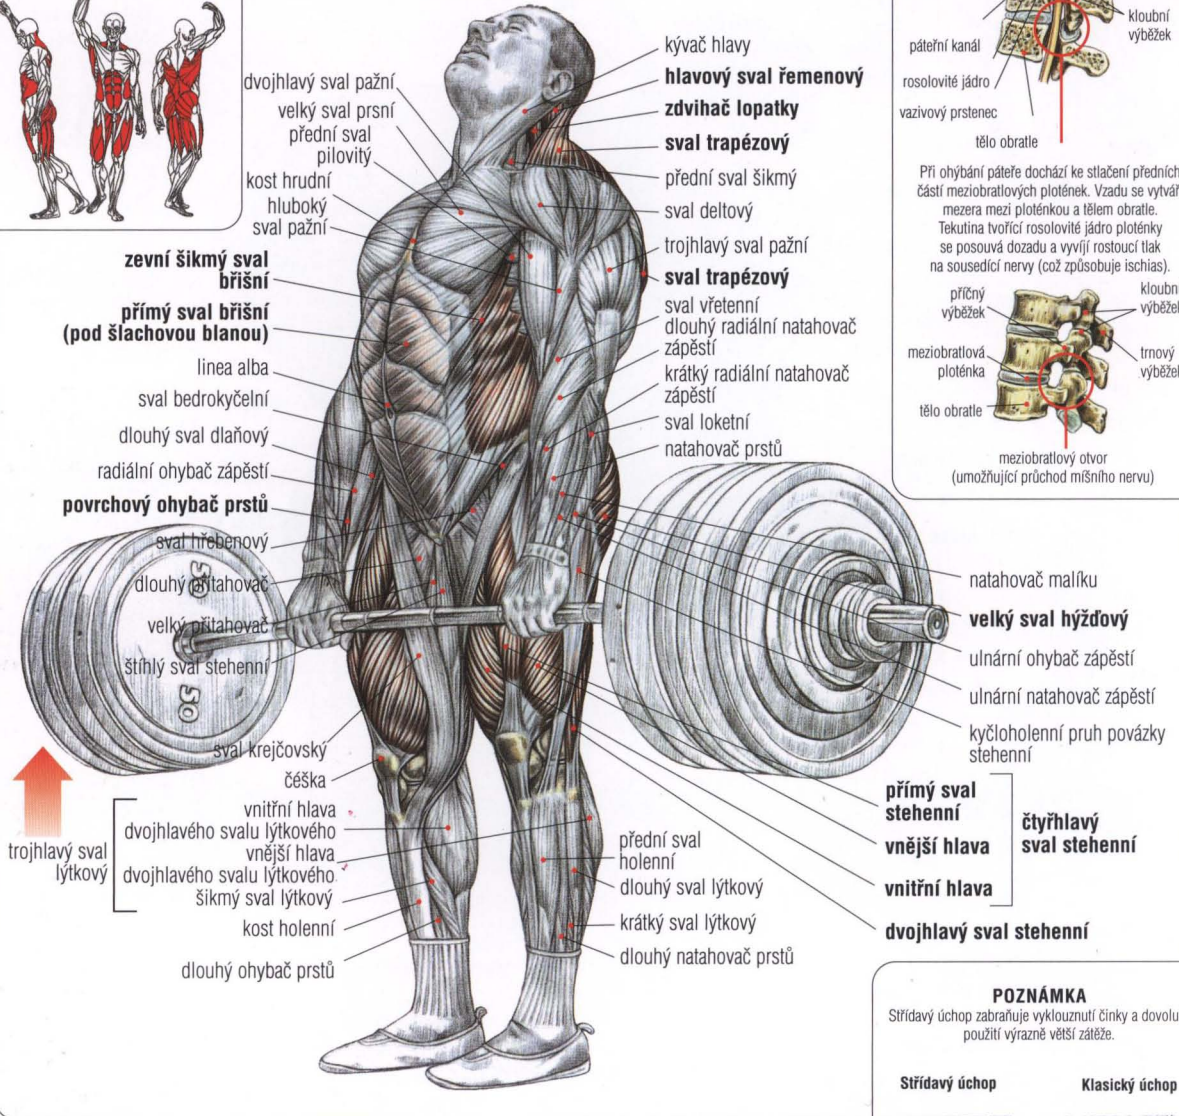 dvojhlavý sval pažní
velký sval prsní
přední sval
pilovitý
kost hrudní
hluboký
sval pažní
zevní šikmý sval
břišní
přímý sval břišní
(pod šlachovou blanou)
linea alba
sval bedrokyčelní
dlouhý sval dlaňový
radiální ohybač zápěstí
povrchový ohybač prstů
sval hřebenový
dlouhý přitahovač
velký přitahovač
štíhlý sval stehenní
50
50
sval krejčovský
čéška
vnitřní hlava
dvojhlavého svalu lýtkového
vnější hlava
dvojhlavého svalu lýtkového
šikmý sval lýtkový
trojhlavý sval
lýtkový
kost holenní
dlouhý ohybač prstů
kývač hlavy
hlavový sval řemenový
zdvihač lopatky
sval trapézový
přední sval šikmý
sval deltový
trojhlavý sval pažní
sval trapézový
sval vřetenní
dlouhý radiální natahovač
zápěstí
krátký radiální natahovač
zápěstí
sval loketní
natahovač prstů
natahovač malíku
velký sval hýžďový
ulnární ohybač zápěstí
ulnární natahovač zápěstí
kyčloholenní pruh povázky
stehenní
přímý sval
stehenní
vnější hlava
vnitřní hlava
čtyřhlavý
sval stehenní
dvojhlavý sval stehenní
přední sval
holenní
dlouhý sval lýtkový
krátký sval lýtkový
dlouhý natahovač prstů
kloubní
výběžek
páteřní kanál
rosolovité jádro
vazivový prstenec
tělo obratle
Při ohýbání páteře dochází ke stlačení předních
částí meziobratlových plotének. Vzadu se vytvář
mezera mezi ploténkou a tělem obratle.
Tekutina tvořící rosolovité jádro ploténky
se posouvá dozadu a vyvíjí rostoucí tlak
na sousedící nervy (což způsobuje ischias).
příčný
výběžek
kloubní
výběžek
meziobratlová
ploténka
trnový
výběžek
tělo obratle
meziobratlový otvor
(umožňující průchod míšního nervu)
POZNÁMKA
Střídavý úchop zabraňuje vyklouznutí činky a dovolu
použití výrazně větší zátěže.
Střídavý úchop
Klasický úchop